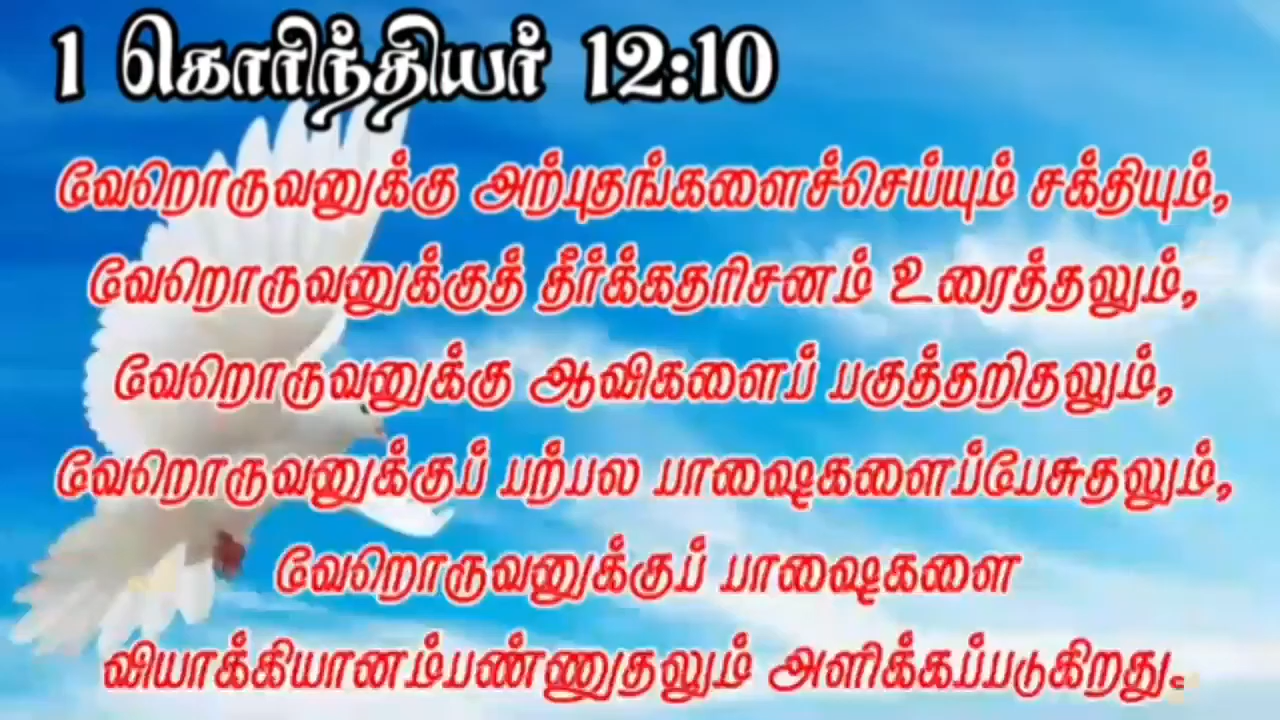 1 கொரிந்தியர் 12:10
வேறொருவனுக்கு அற்புதங்களைச்செய்யும் சக்தியும்,
வேறொருவனுக்குத் தீர்க்கதரிசனம் உரைத்தலும்,
வேறொருவனுக்கு ஆவிகளைப் பகுத்தறிதலும்,
வேறொருவனுக்குப் பற்பல பாஷைகளைப்பேசுதலும்,
வேறொருவனுக்குப் பாஷைகளை
வியாக்கியானம்பண்ணுதலும் அளிக்கப்படுகிறது.